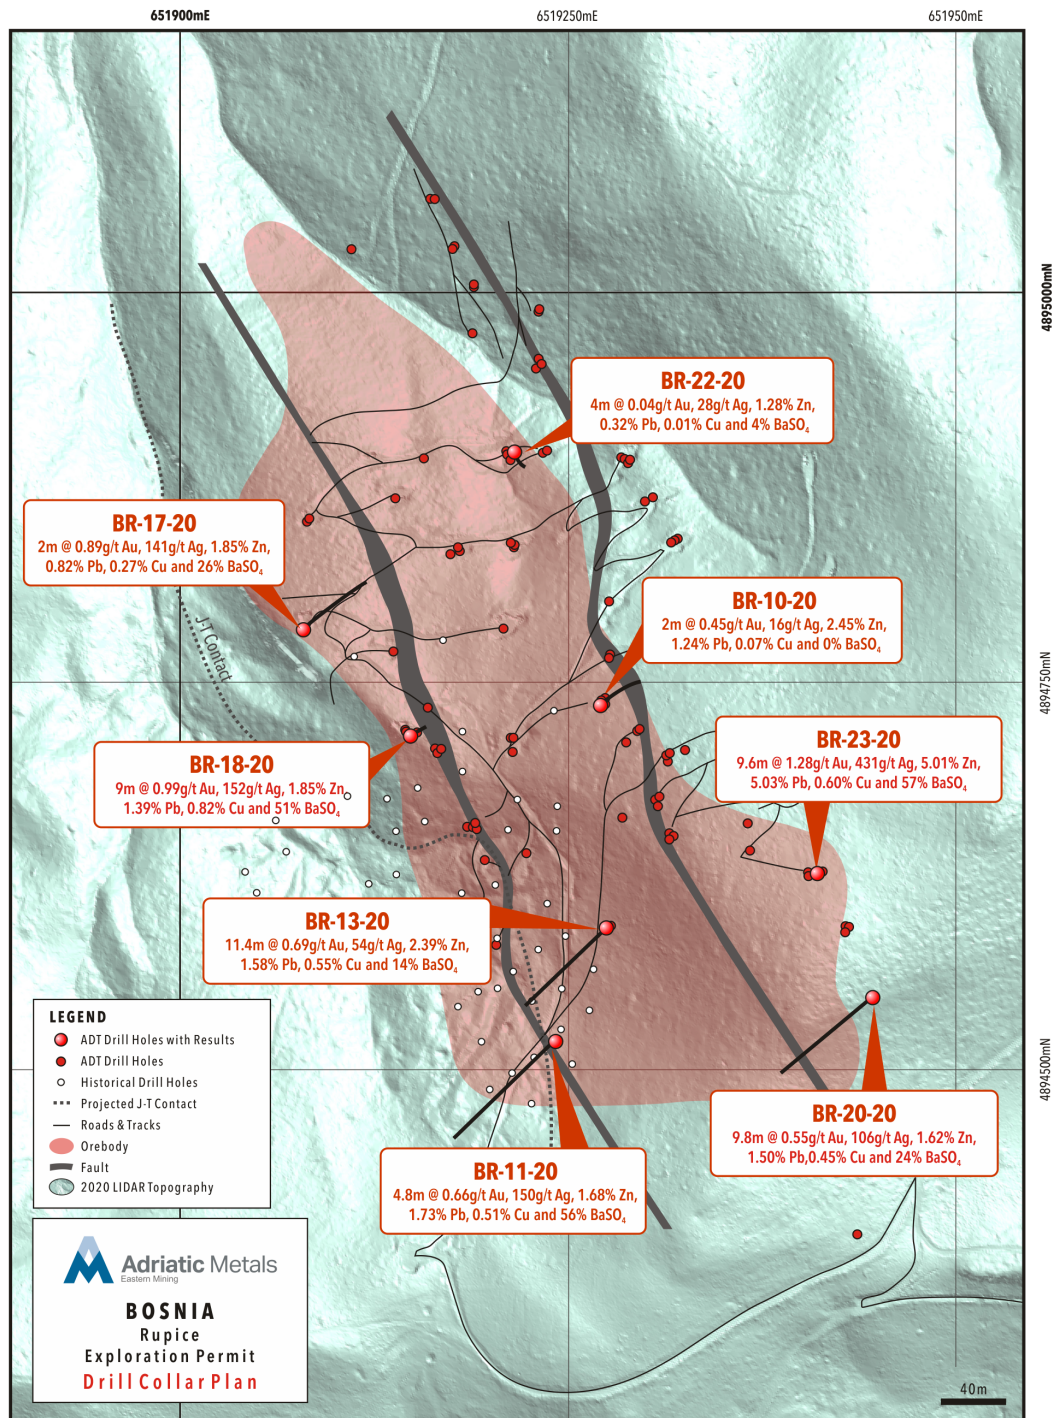 651900mE
6519250mE
651950mE
4895000mN
BR-22-20
4m @ 0.04g/t Au, 28g/t Ag, 1.28% Zn,
0.32% Pb, 0.01% Cu and 4% BaSO₄
BR-17-20
2m @ 0.89g/t Au, 141g/t Ag, 1.85% Zn,
0.82% Pb, 0.27% Cu and 26% BaSO₄
BR-10-20
2m @ 0.45g/t Au, 16g/t Ag, 2.45% Zn,
1.24% Pb, 0.07% Cu and 0% BaSO₄
J-T Contact
4894750mN
BR-23-20
9.6m @ 1.28g/t Au, 431g/t Ag, 5.01% Zn,
5.03% Pb, 0.60% Cu and 57% BaSO₄
BR-18-20
9m @ 0.99g/t Au, 152g/t Ag, 1.85% Zn,
1.39% Pb, 0.82% Cu and 51% BaSO₄
BR-13-20
11.4m @ 0.69g/t Au, 54g/t Ag, 2.39% Zn,
1.58% Pb, 0.55% Cu and 14% BaSO₄
4894500mN
BR-20-20
9.8m @ 0.55g/t Au, 106g/t Ag, 1.62% Zn,
1.50% Pb,0.45% Cu and 24% BaSO₄
BR-11-20
4.8m @ 0.66g/t Au, 150g/t Ag, 1.68% Zn,
1.73% Pb, 0.51% Cu and 56% BaSO₄
LEGEND
ADT Drill Holes with Results
ADT Drill Holes
Historical Drill Holes
Projected J-T Contact
Roads & Tracks
Orebody
Fault
2020 LIDAR Topography
Adriatic Metals
Eastern Mining
BOSNIA
Rupice
Exploration Permit
Drill Collar Plan
40m